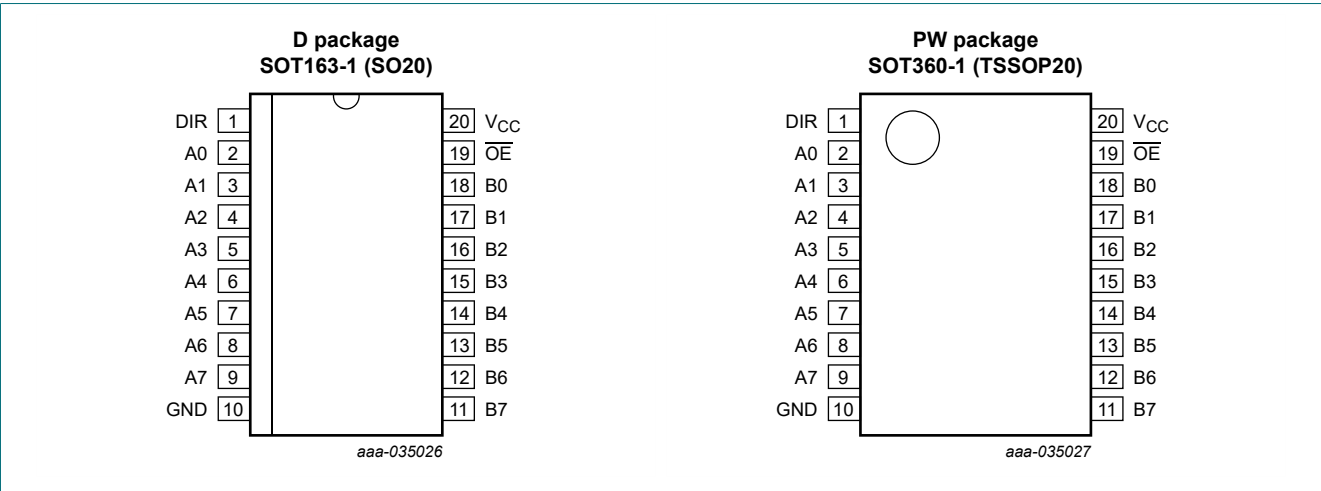 D package
SOT163-1 (SO20)
DIR 1
20 VCC
A0 2
19 OE
A1 3
18 B0
A2 4
17 B1
A3 5
16 B2
A4 6
15 B3
A5 7
14 B4
A6 8
13 B5
A7 9
12 B6
GND 10
11 B7
aaa-035026
PW package
SOT360-1 (TSSOP20)
DIR 1
20 VCC
A0 2
19 OE
A1 3
18 B0
A2 4
17 B1
A3 5
16 B2
A4 6
15 B3
A5 7
14 B4
A6 8
13 B5
A7 9
12 B6
GND 10
11 B7
aaa-035027